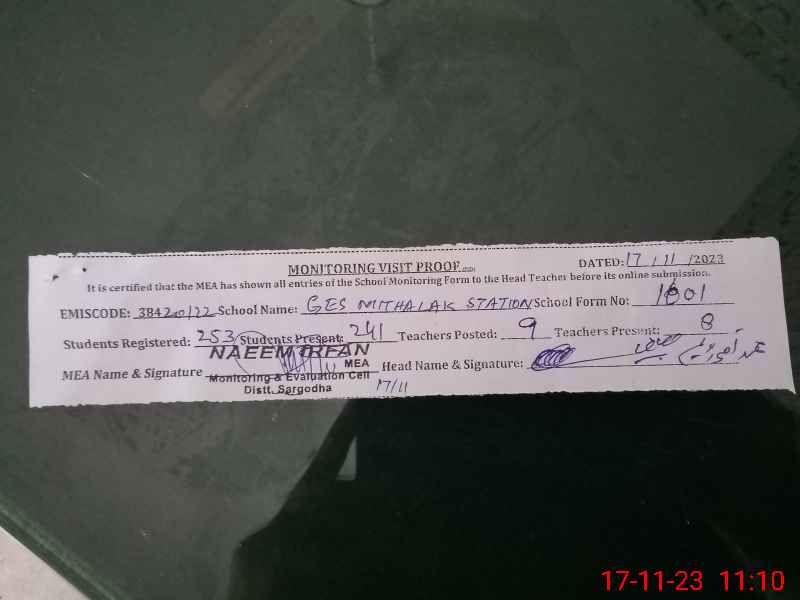 MONITORING VISIT PROOF DATED: 17/11/2023
It is certified that the MEA has shown all entries of the School Monitoring Form to the Head Teacher before its online submission.
EMISCODE: 38420122 School Name: GES MITHALAK STATION School Form No: 1601
Students Registered: 253 Students Present: 241 Teachers Posted: 9 Teachers Present: 8
NAEEM IRFAN
MEA
MEA Name & Signature Head Name & Signature:
Monitoring & Evaluation Cell
Distt. Sargodha 17/11
17-11-23 11:10